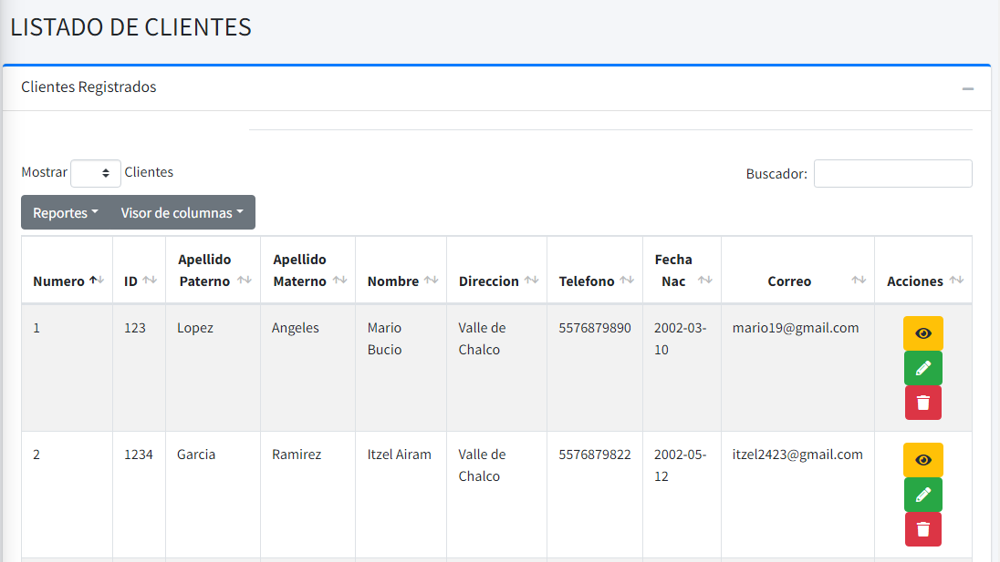 LISTADO DE CLIENTES
Clientes Registrados
Mostrar Clientes
Buscador:
Reportes Visor de columnas
Numero ID Apellido Paterno Apellido Materno Nombre Direccion Telefono Fecha Nac Correo Acciones
1 123 Lopez Angeles Mario Bucio Valle de Chalco 5576879890 2002-03-10 mario19@gmail.com
2 1234 Garcia Ramirez Itzel Airam Valle de Chalco 5576879822 2002-05-12 itzel2423@gmail.com